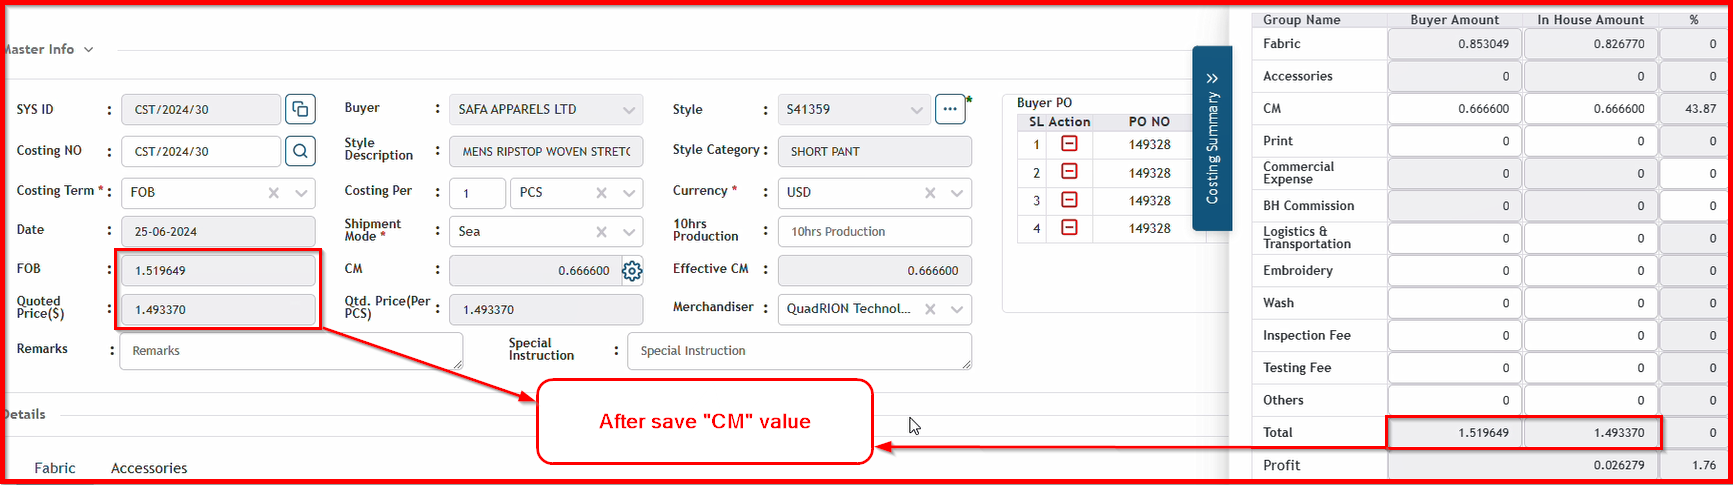 Master Info
SYS ID : CST/2024/30
Buyer : SAFA APPARELS LTD
Style : S41359 ... *
Costing NO : CST/2024/30
Style
Description : MENS RIPSTOP WOVEN STRETC
Style Category : SHORT PANT
Costing Term * : FOB
Costing Per : 1 PCS
Currency * : USD
Date : 25-06-2024
Shipment
Mode * : Sea
10hrs
Production : 10hrs Production
FOB : 1.519649
CM : 0.666600
Effective CM : 0.666600
Quoted
Price($) : 1.493370
Qtd. Price(Per
PCS) : 1.493370
Merchandiser : QuadRION Technol...
Remarks : Remarks
Special
Instruction : Special Instruction
Buyer PO
SL Action PO NO
1 149328
2 149328
3 149328
4 149328
Costing Summary
After save "CM" value
Details
Fabric Accessories
Group Name Buyer Amount In House Amount %
Fabric 0.853049 0.826770 0
Accessories 0 0 0
CM 0.666600 0.666600 43.87
Print 0 0 0
Commercial
Expense 0 0 0
BH Commission 0 0 0
Logistics &
Transportation 0 0 0
Embroidery 0 0 0
Wash 0 0 0
Inspection Fee 0 0 0
Testing Fee 0 0 0
Others 0 0 0
Total 1.519649 1.493370 0
Profit 0.026279 1.76